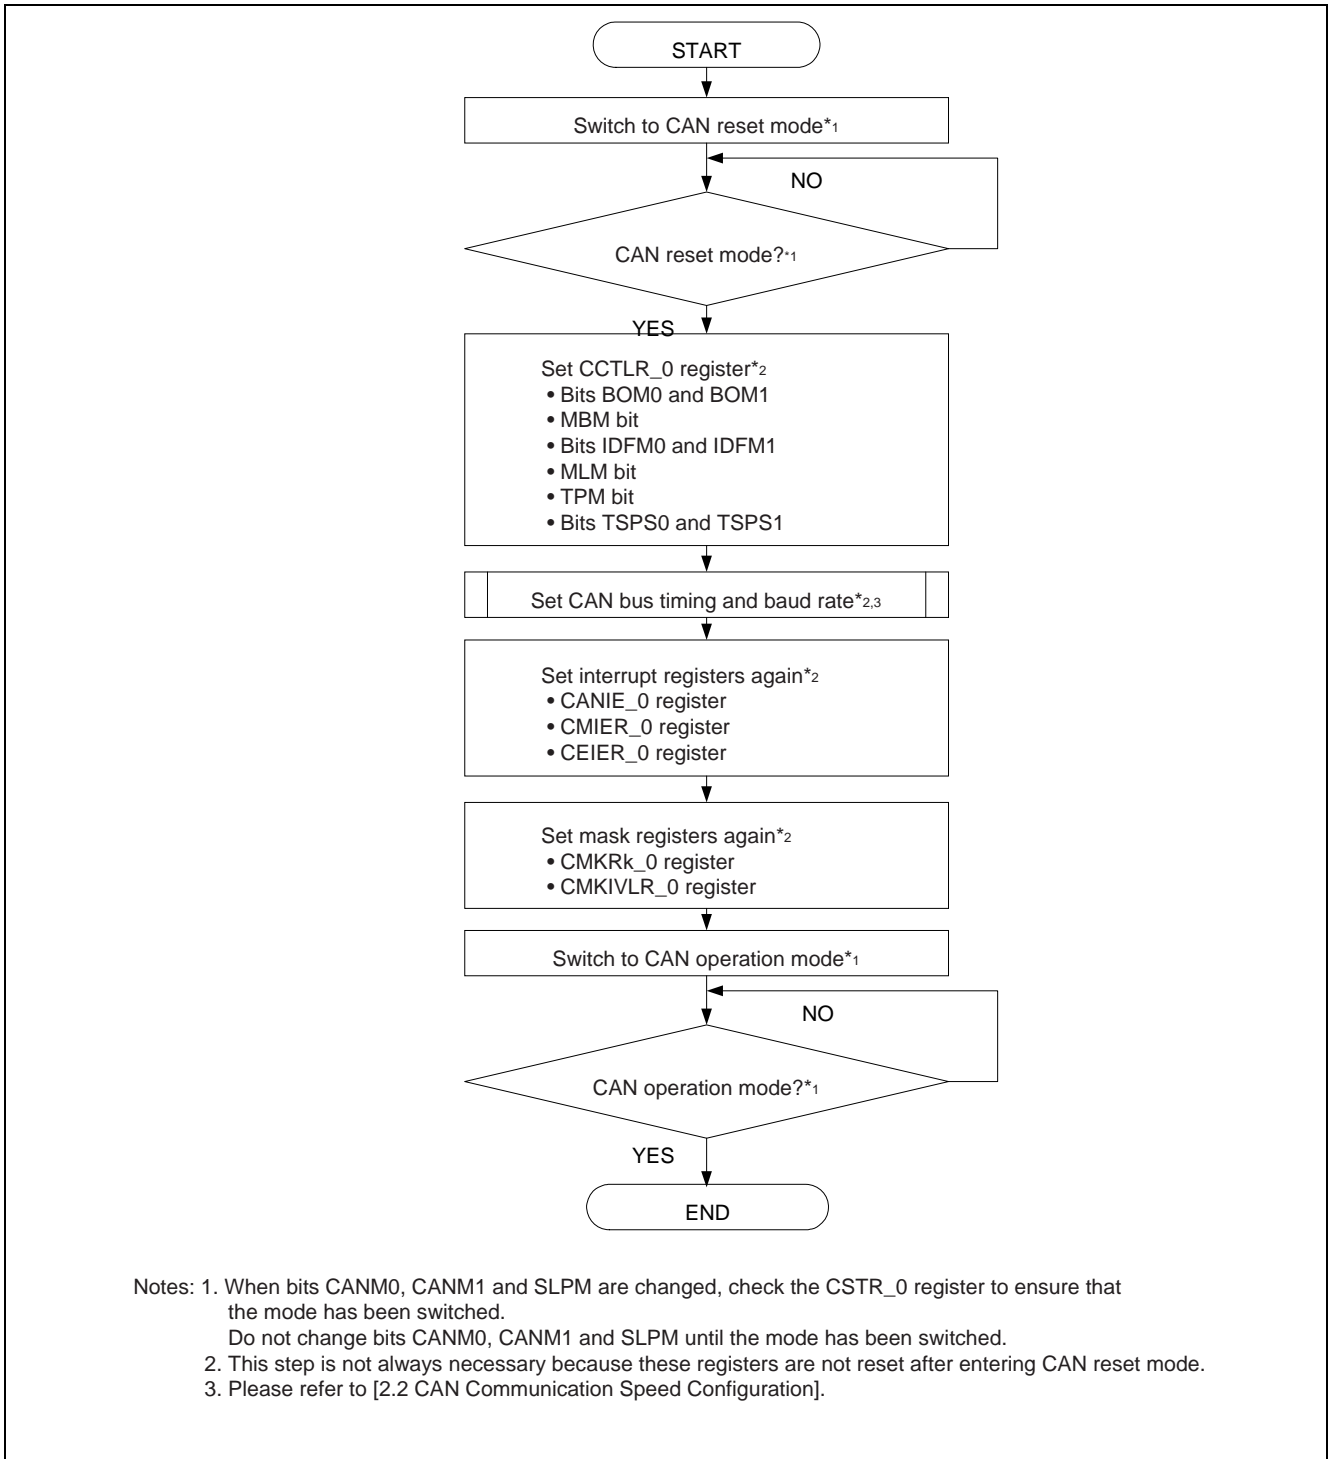 START
Switch to CAN reset mode*1
NO
CAN reset mode?*1
YES
Set CCTLR_0 register*2
• Bits BOM0 and BOM1
• MBM bit
• Bits IDFM0 and IDFM1
• MLM bit
• TPM bit
• Bits TSPS0 and TSPS1
Set CAN bus timing and baud rate*2,3
Set interrupt registers again*2
• CANIE_0 register
• CMIER_0 register
• CEIER_0 register
Set mask registers again*2
• CMKRk_0 register
• CMKIVLR_0 register
Switch to CAN operation mode*1
NO
CAN operation mode?*1
YES
END
Notes: 1. When bits CANM0, CANM1 and SLPM are changed, check the CSTR_0 register to ensure that
the mode has been switched.
Do not change bits CANM0, CANM1 and SLPM until the mode has been switched.
2. This step is not always necessary because these registers are not reset after entering CAN reset mode.
3. Please refer to [2.2 CAN Communication Speed Configuration].